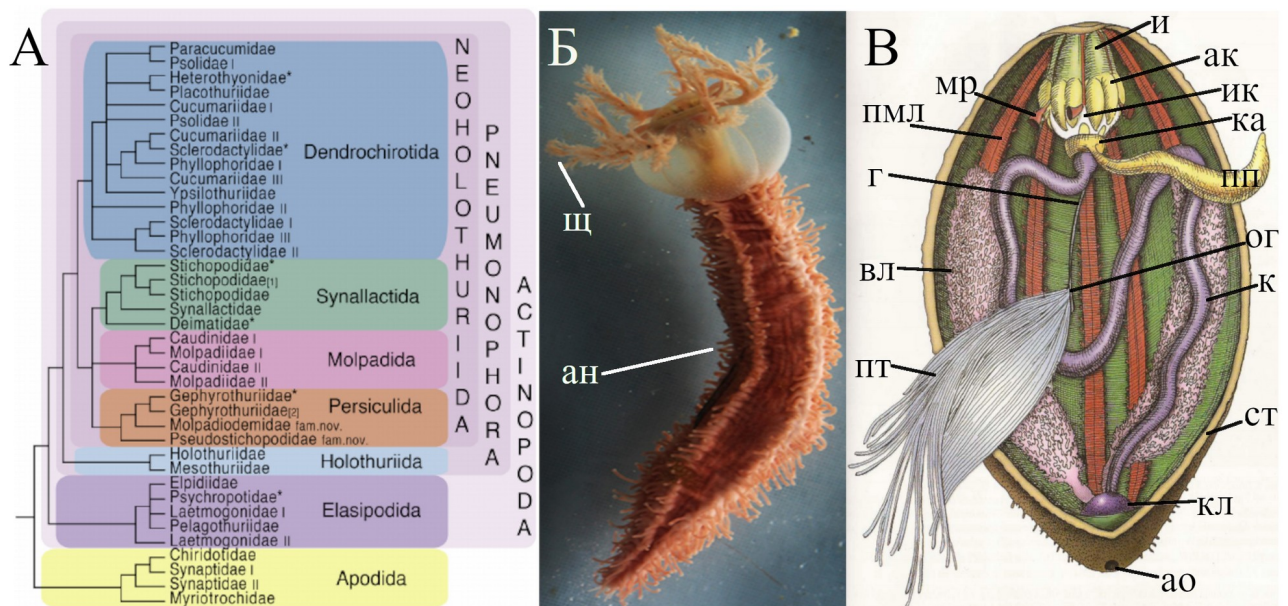 А
Paracucumidae
Psolidae I
Heterothyonidae*
Placothuriidae
Cucumariidae I
Psolidae II
Cucumariidae II
Sclerodactylidae*
Phyllophoridae I
Cucumariidae III
Ypsilothuriidae
Phyllophoridae II
Sclerodactylidae I
Phyllophoridae III
Sclerodactylidae II
Dendrochirotida
Stichopodidae*
Stichopodidae[1]
Stichopodidae
Synallactidae
Deimatidae*
Synallactida
Caudinidae I
Molpadiidae I
Caudinidae II
Molpadiidae II
Molpadida
Gephyrothuriidae*
Gephyrothuriidae[2]
Molpadiodemidae fam.nov.
Pseudostichopodidae fam.nov.
Persiculida
Holothuriidae
Mesothuriidae
Holothuriida
Elpidiidae
Psychropotidae*
Laetmogonidae I
Pelagothuriidae
Laetmogonidae II
Elasipodida
Chiridotidae
Synaptidae I
Synaptidae II
Myriotrochidae
Apodida
NEOHOLOTHURIIDA
PNEUMONOPHORA
ACTINOPODA
Б
щ
ан
В
и
ак
ик
ка
мр
пмл
г
пп
ог
вл
к
пт
ст
кл
ао